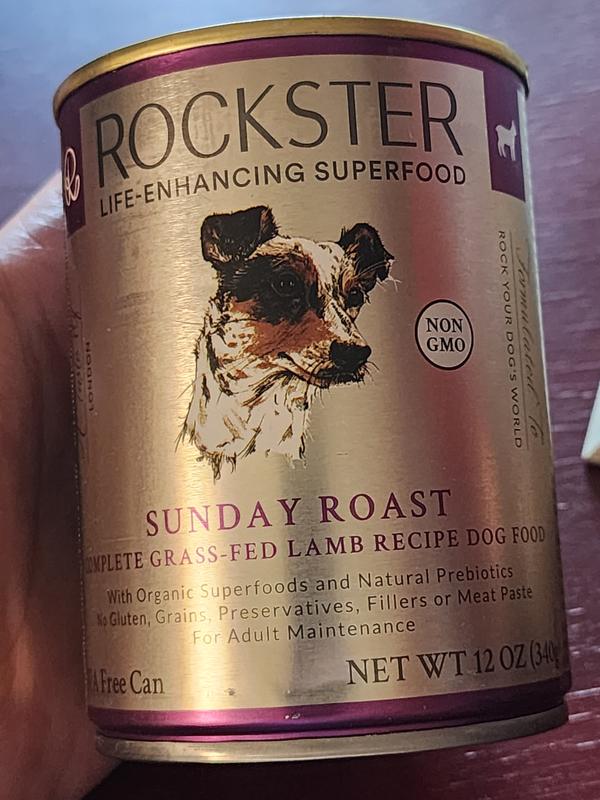 R
ROCKSTER
LIFE-ENHANCING SUPERFOOD
NON
GMO
Formulated to
ROCK YOUR DOG'S WORLD
LONDON
SUNDAY ROAST
COMPLETE GRASS-FED LAMB RECIPE DOG FOOD
With Organic Superfoods and Natural Prebiotics
No Gluten, Grains, Preservatives, Fillers or Meat Paste
For Adult Maintenance
Free Can
NET WT 12 OZ (340g